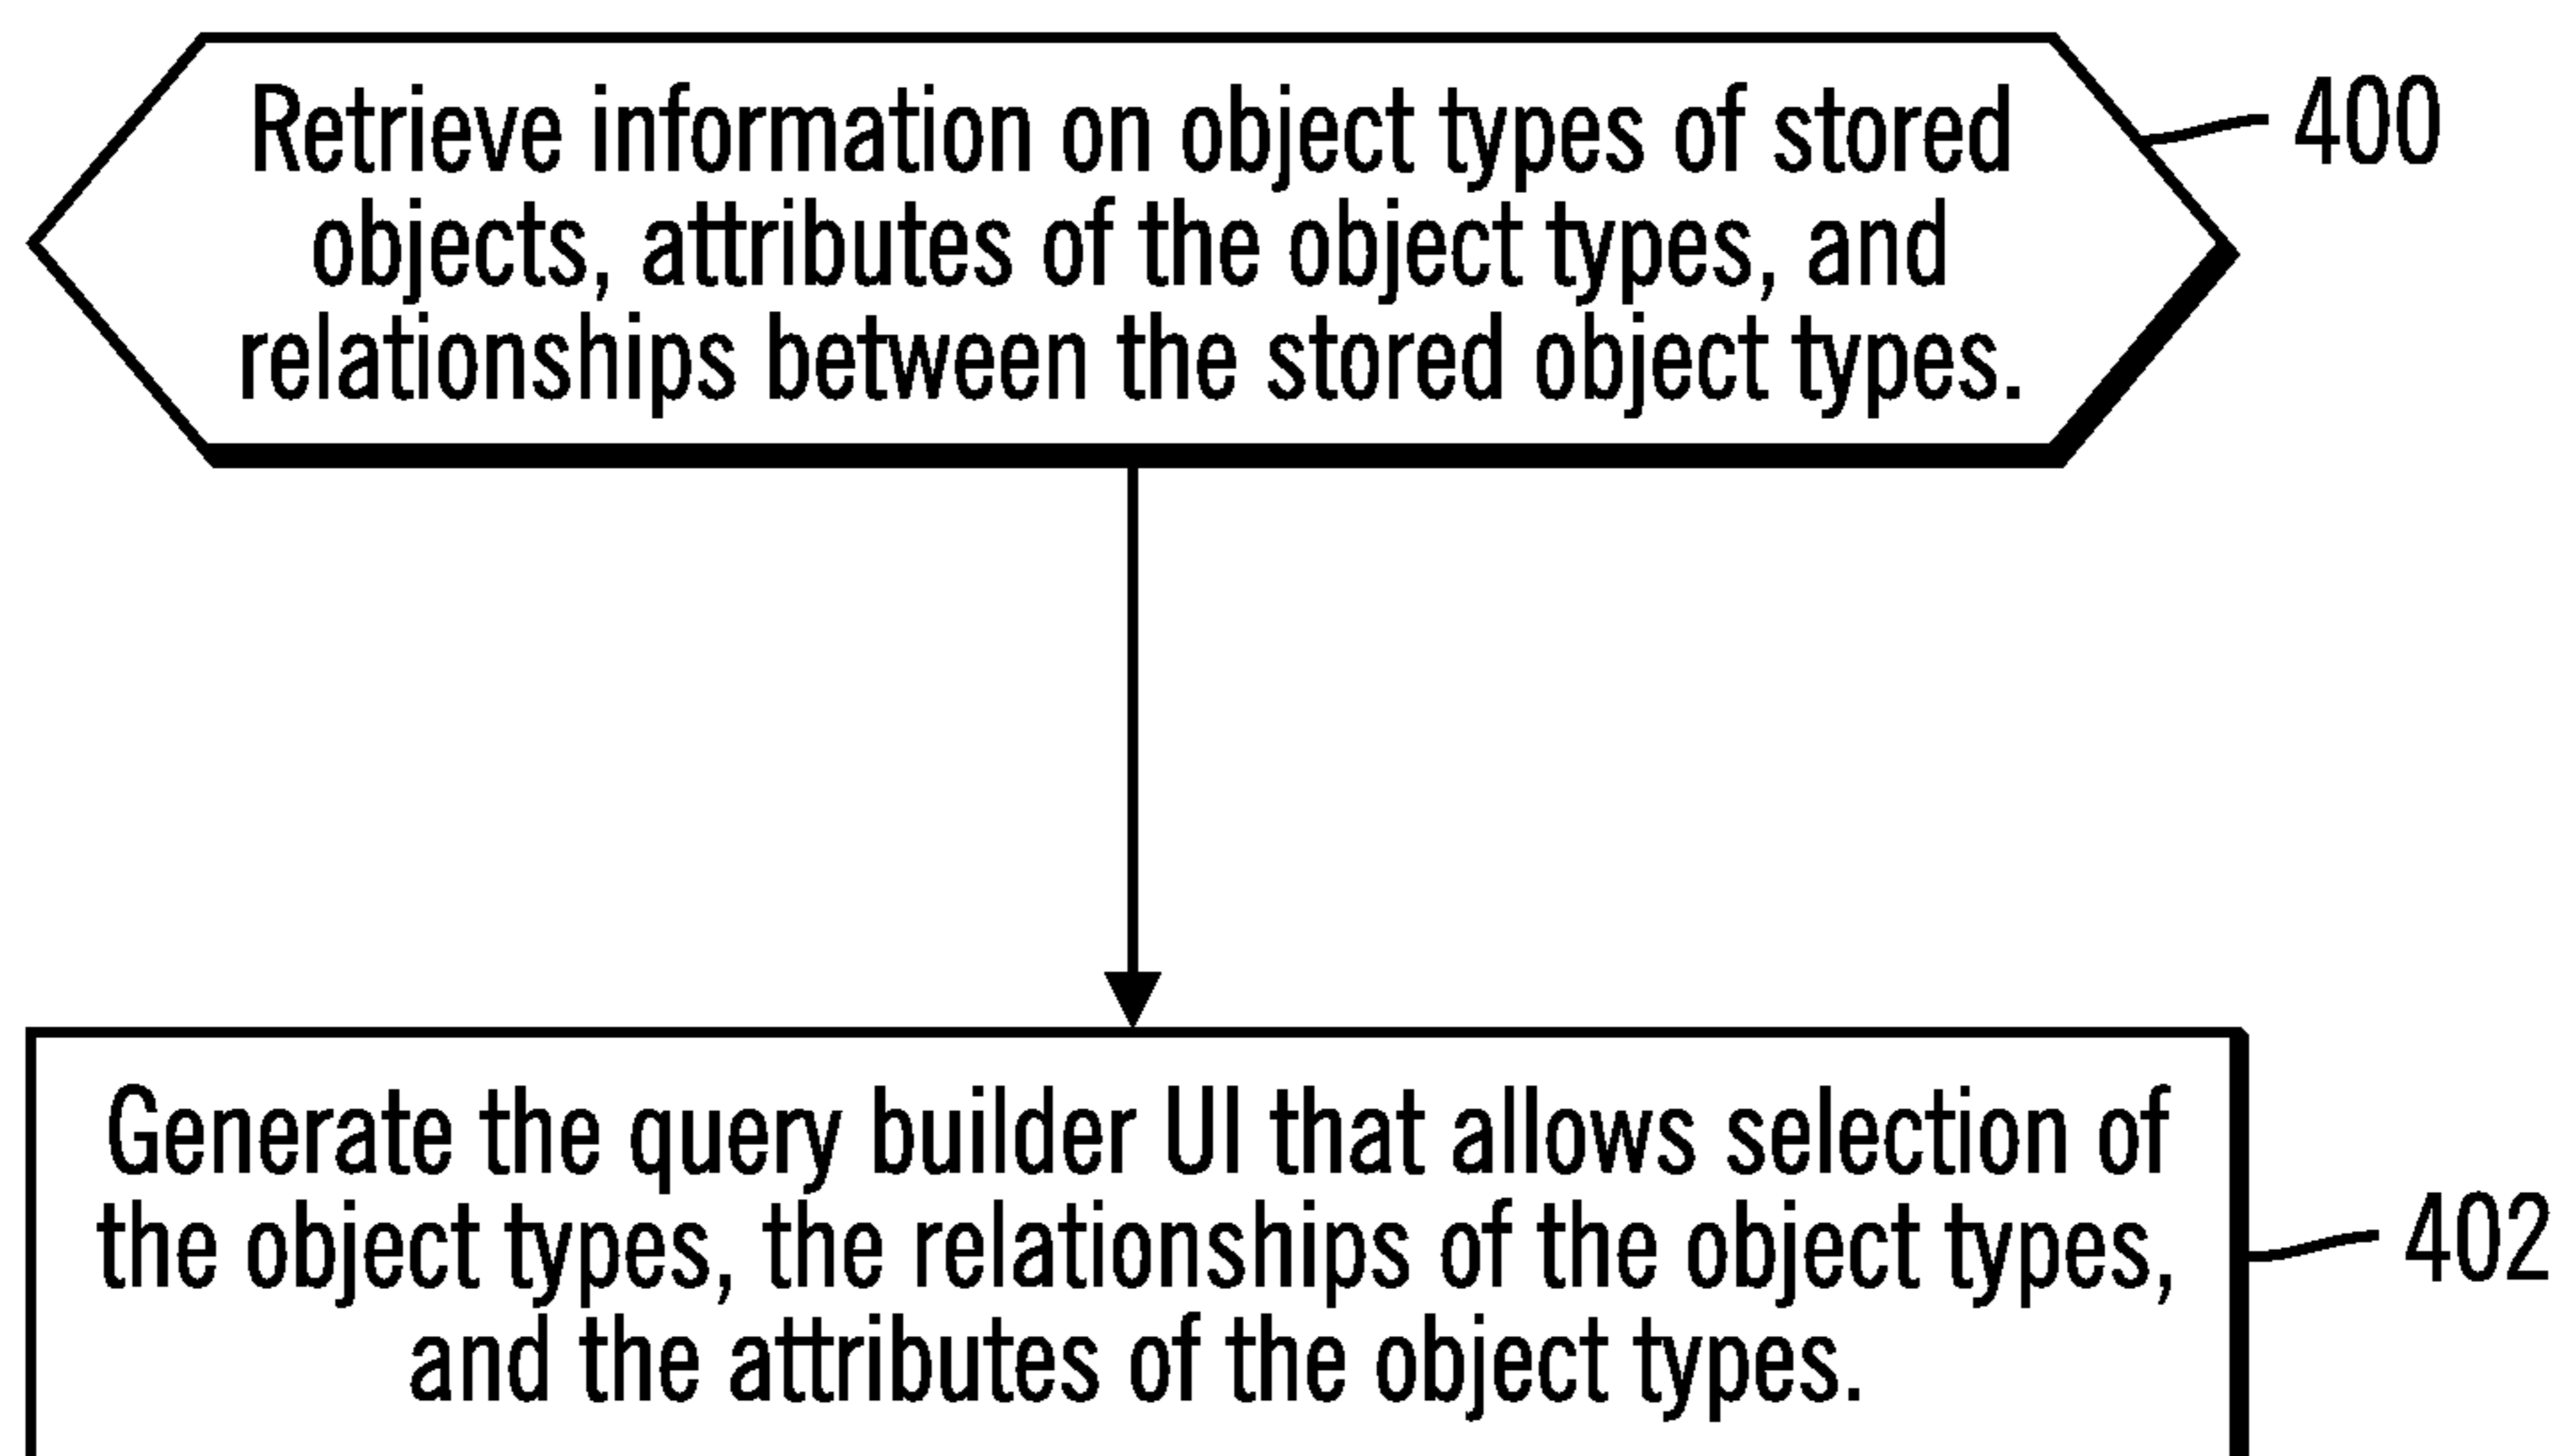 Retrieve information on object types of stored
objects, attributes of the object types, and
relationships between the stored object types.
400
Generate the query builder UI that allows selection of
the object types, the relationships of the object types,
and the attributes of the object types.
402